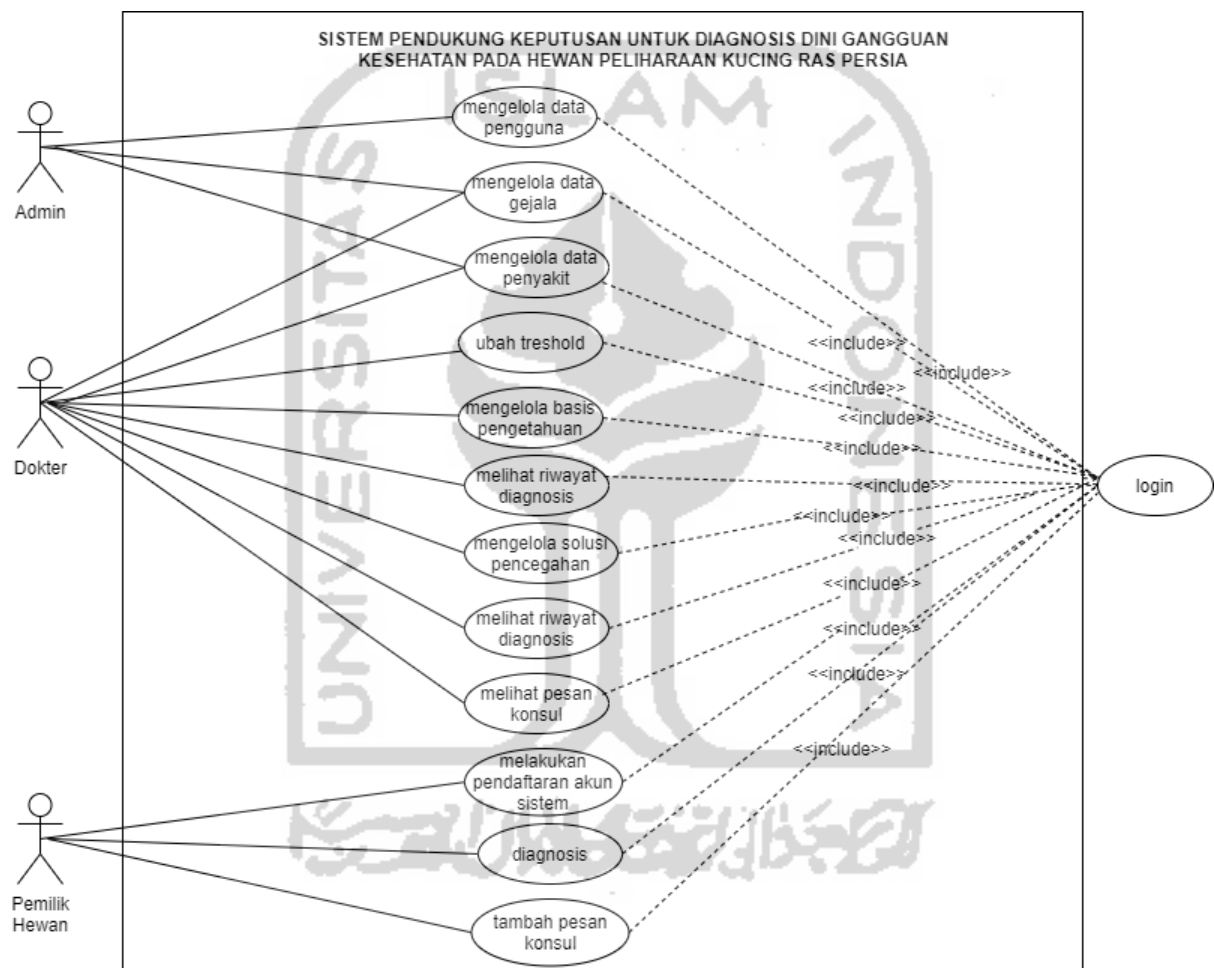 SISTEM PENDUKUNG KEPUTUSAN UNTUK DIAGNOSIS DINI GANGGUAN
KESEHATAN PADA HEWAN PELIHARAAN KUCING RAS PERSIA
ISLAM
UNIVERSITAS
INDONESIA
Admin
Dokter
Pemilik
Hewan
mengelola data
pengguna
mengelola data
gejala
mengelola data
penyakit
ubah treshold
mengelola basis
pengetahuan
melihat riwayat
diagnosis
mengelola solusi
pencegahan
melihat riwayat
diagnosis
melihat pesan
konsul
melakukan
pendaftaran akun
sistem
diagnosis
tambah pesan
konsul
<<include>>
<<include>>
<<include>>
<<include>>
<<include>>
<<include>>
<<include>>
<<include>>
<<include>>
<<include>>
<<include>>
<<include>>
login